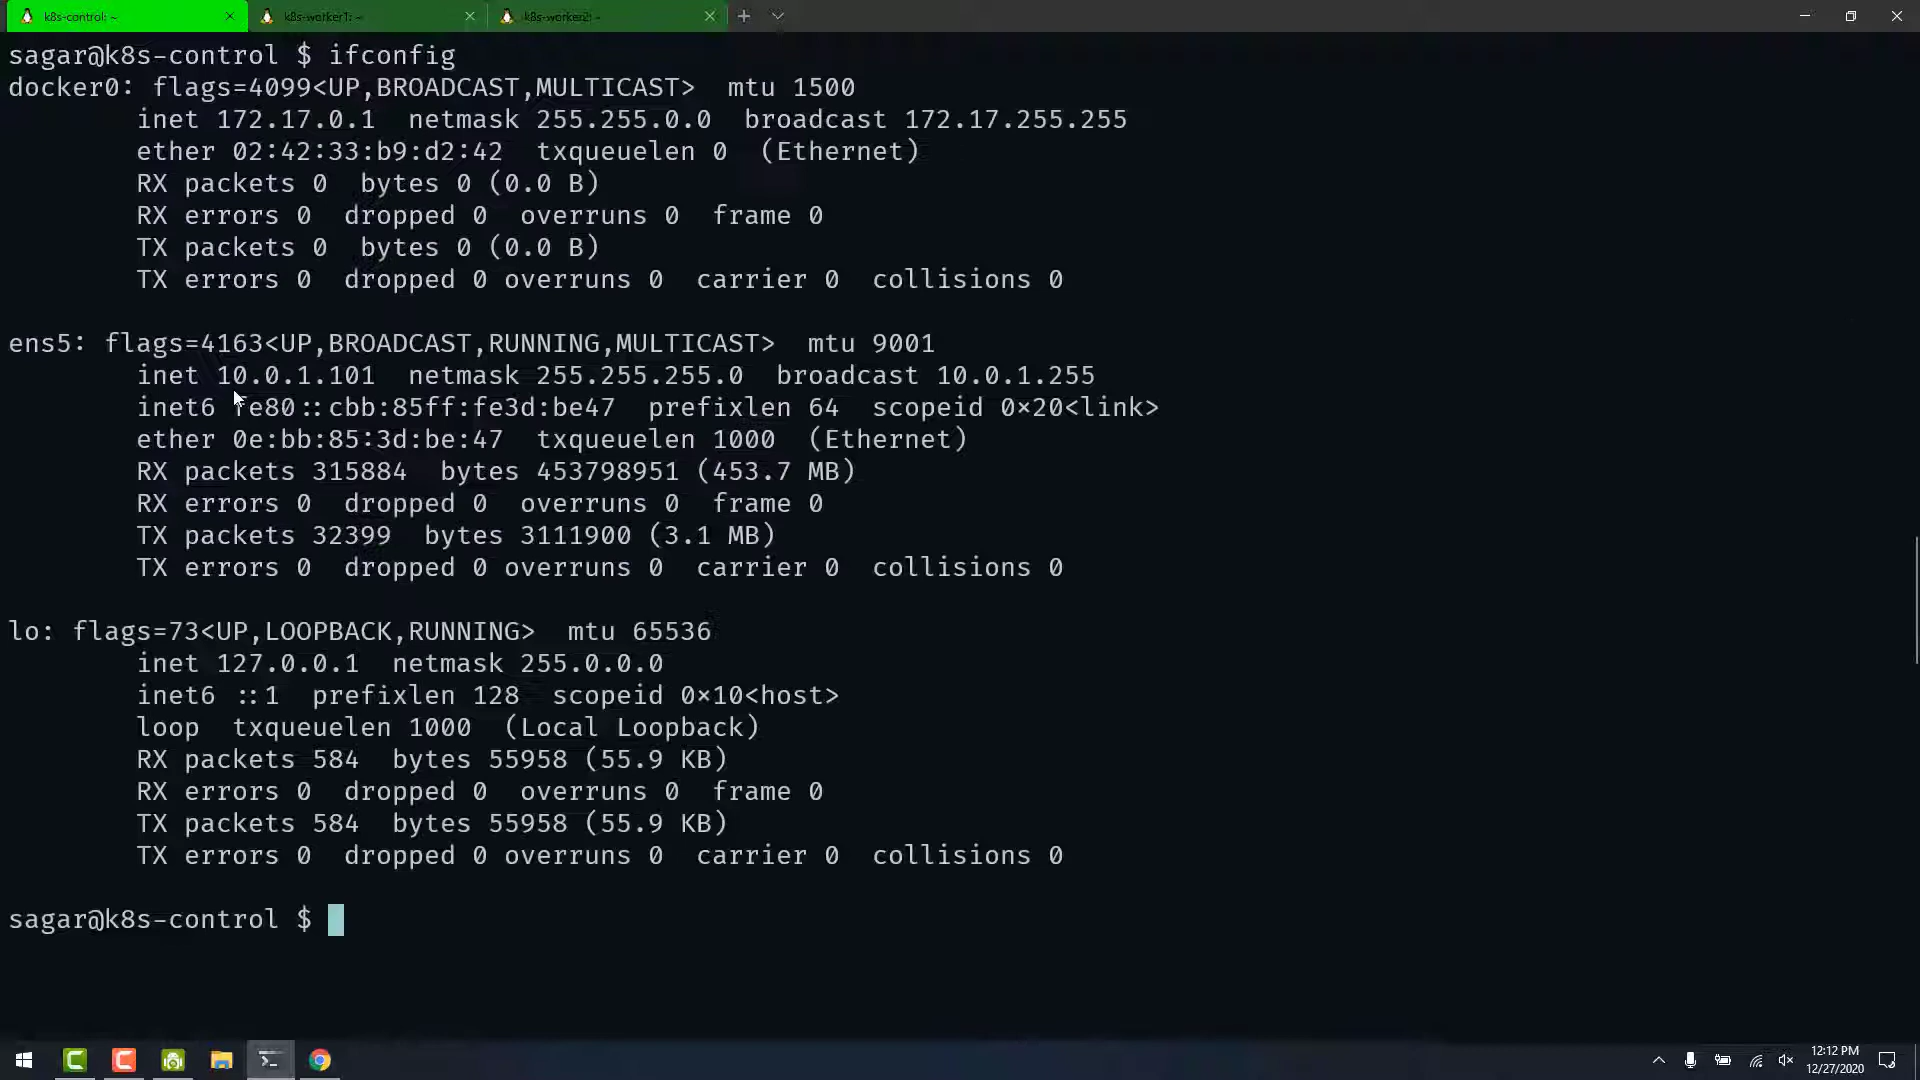 k8s-control: ~
k8s-worker1: ~
k8s-worker2: ~
sagar@k8s-control $ ifconfig
docker0: flags=4099<UP,BROADCAST,MULTICAST>  mtu 1500
inet 172.17.0.1  netmask 255.255.0.0  broadcast 172.17.255.255
ether 02:42:33:b9:d2:42  txqueuelen 0  (Ethernet)
RX packets 0  bytes 0 (0.0 B)
RX errors 0  dropped 0  overruns 0  frame 0
TX packets 0  bytes 0 (0.0 B)
TX errors 0  dropped 0 overruns 0  carrier 0  collisions 0
ens5: flags=4163<UP,BROADCAST,RUNNING,MULTICAST>  mtu 9001
inet 10.0.1.101  netmask 255.255.255.0  broadcast 10.0.1.255
inet6 fe80::cbb:85ff:fe3d:be47  prefixlen 64  scopeid 0×20<link>
ether 0e:bb:85:3d:be:47  txqueuelen 1000  (Ethernet)
RX packets 315884  bytes 453798951 (453.7 MB)
RX errors 0  dropped 0  overruns 0  frame 0
TX packets 32399  bytes 3111900 (3.1 MB)
TX errors 0  dropped 0 overruns 0  carrier 0  collisions 0
lo: flags=73<UP,LOOPBACK,RUNNING>  mtu 65536
inet 127.0.0.1  netmask 255.0.0.0
inet6 ::1  prefixlen 128  scopeid 0×10<host>
loop  txqueuelen 1000  (Local Loopback)
RX packets 584  bytes 55958 (55.9 KB)
RX errors 0  dropped 0  overruns 0  frame 0
TX packets 584  bytes 55958 (55.9 KB)
TX errors 0  dropped 0 overruns 0  carrier 0  collisions 0
sagar@k8s-control $
12:12 PM
12/27/2020